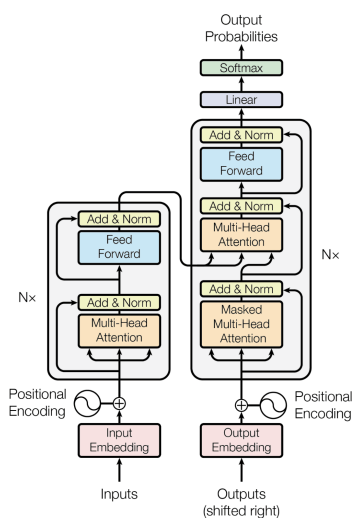 Output
Probabilities
Softmax
Linear
Add & Norm
Feed
Forward
Add & Norm
Multi-Head
Attention
Add & Norm
Masked
Multi-Head
Attention
N×
Positional
Encoding
Output
Embedding
Outputs
(shifted right)
Add & Norm
Feed
Forward
Add & Norm
Multi-Head
Attention
N×
Positional
Encoding
Input
Embedding
Inputs